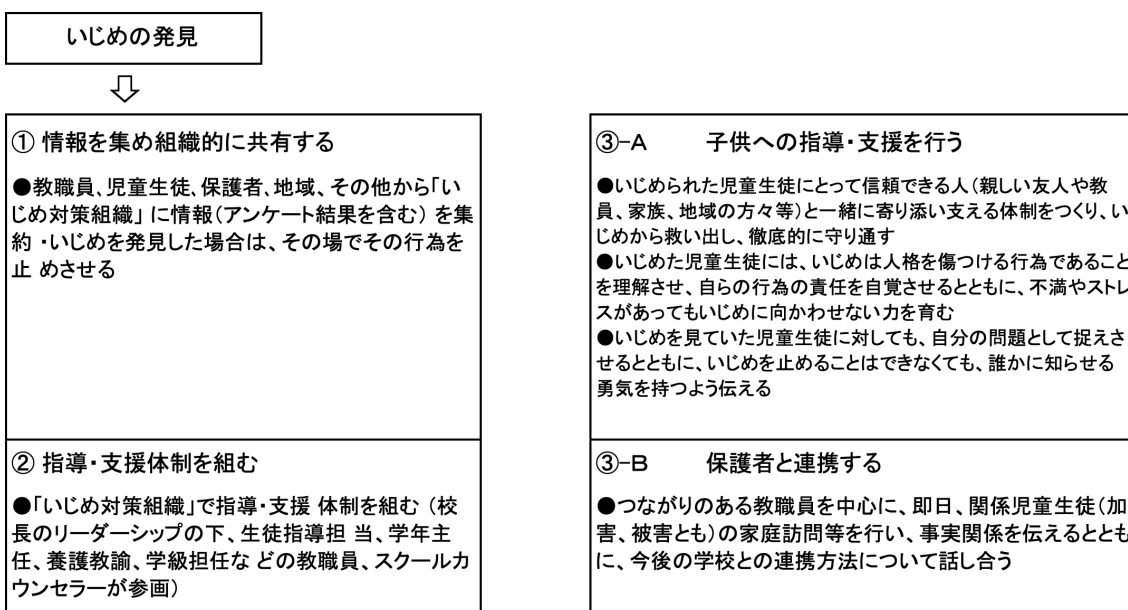 いじめの発見
① 情報を集め組織的に共有する
●教職員、児童生徒、保護者、地域、その他から「い
じめ対策組織」 に情報(アンケート結果を含む) を集
約 ・いじめを発見した場合は、その場でその行為を
止 めさせる
② 指導・支援体制を組む
●「いじめ対策組織」で指導・支援 体制を組む (校
長のリーダーシップの下、生徒指導担 当、学年主
任、養護教諭、学級担任な どの教職員、スクールカ
ウンセラーが参画)
③-A 子供への指導・支援を行う
●いじめられた児童生徒にとって信頼できる人(親しい友人や教
員、家族、地域の方々等)と一緒に寄り添い支える体制をつくり、い
じめから救い出し、徹底的に守り通す
●いじめた児童生徒には、いじめは人格を傷つける行為であること
を理解させ、自らの行為の責任を自覚させるとともに、不満やストレ
スがあってもいじめに向かわせない力を育む
●いじめを見ていた児童生徒に対しても、自分の問題として捉えさ
せるとともに、いじめを止めることはできなくても、誰かに知らせる
勇気を持つよう伝える
③-B 保護者と連携する
●つながりのある教職員を中心に、即日、関係児童生徒(加
害、被害とも)の家庭訪問等を行い、事実関係を伝えるととも
に、今後の学校との連携方法について話し合う